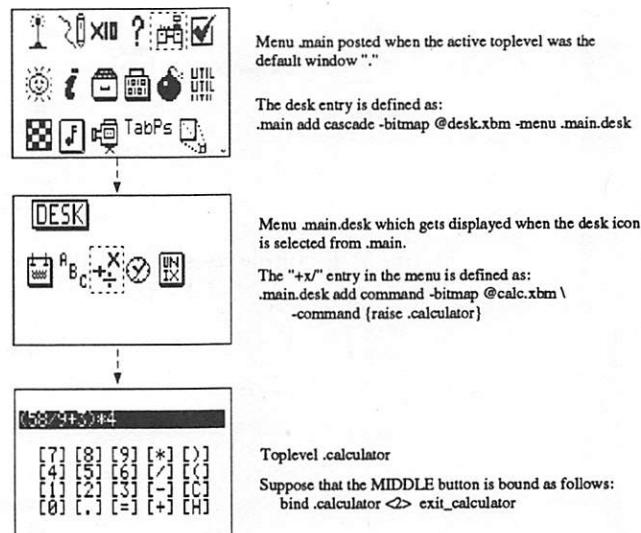 X10 ?
i UTIL
UTIL
UTIL
TabPs
Menu .main posted when the active toplevel was the
default window "."
The desk entry is defined as:
.main add cascade -bitmap @desk.xbm -menu .main.desk
DESK
ABC +X÷ UN
IX
Menu .main.desk which gets displayed when the desk icon
is selected from .main.
The "+x/" entry in the menu is defined as:
.main.desk add command -bitmap @calc.xbm \
-command {raise .calculator}
(58/9+3)*4
[7] [8] [9] [*] [)]
[4] [5] [6] [/] [(]
[1] [2] [3] [-] [C]
[0] [.] [=] [+] [H]
Toplevel .calculator
Suppose that the MIDDLE button is bound as follows:
bind .calculator <2> exit_calculator